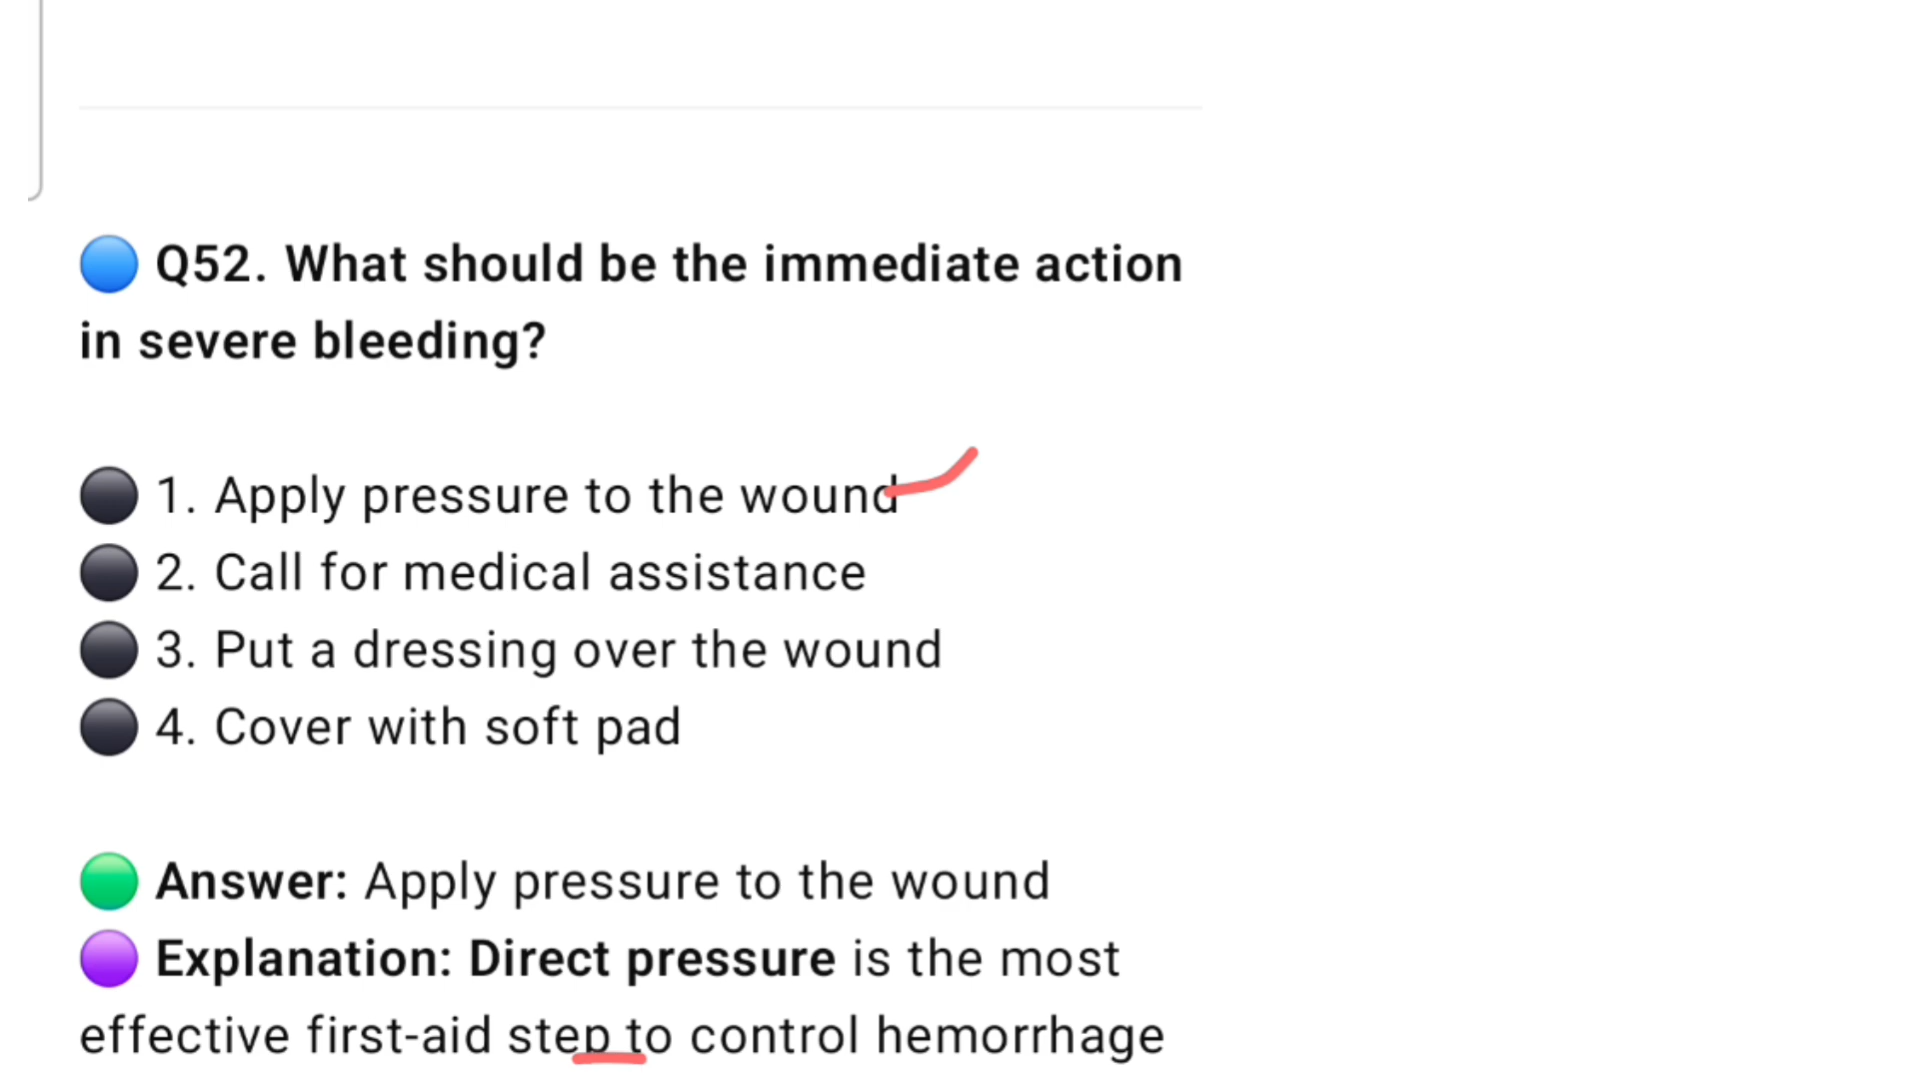 Q52. What should be the immediate action
in severe bleeding?
1. Apply pressure to the wound
2. Call for medical assistance
3. Put a dressing over the wound
4. Cover with soft pad
Answer: Apply pressure to the wound
Explanation: Direct pressure is the most
effective first-aid step to control hemorrhage